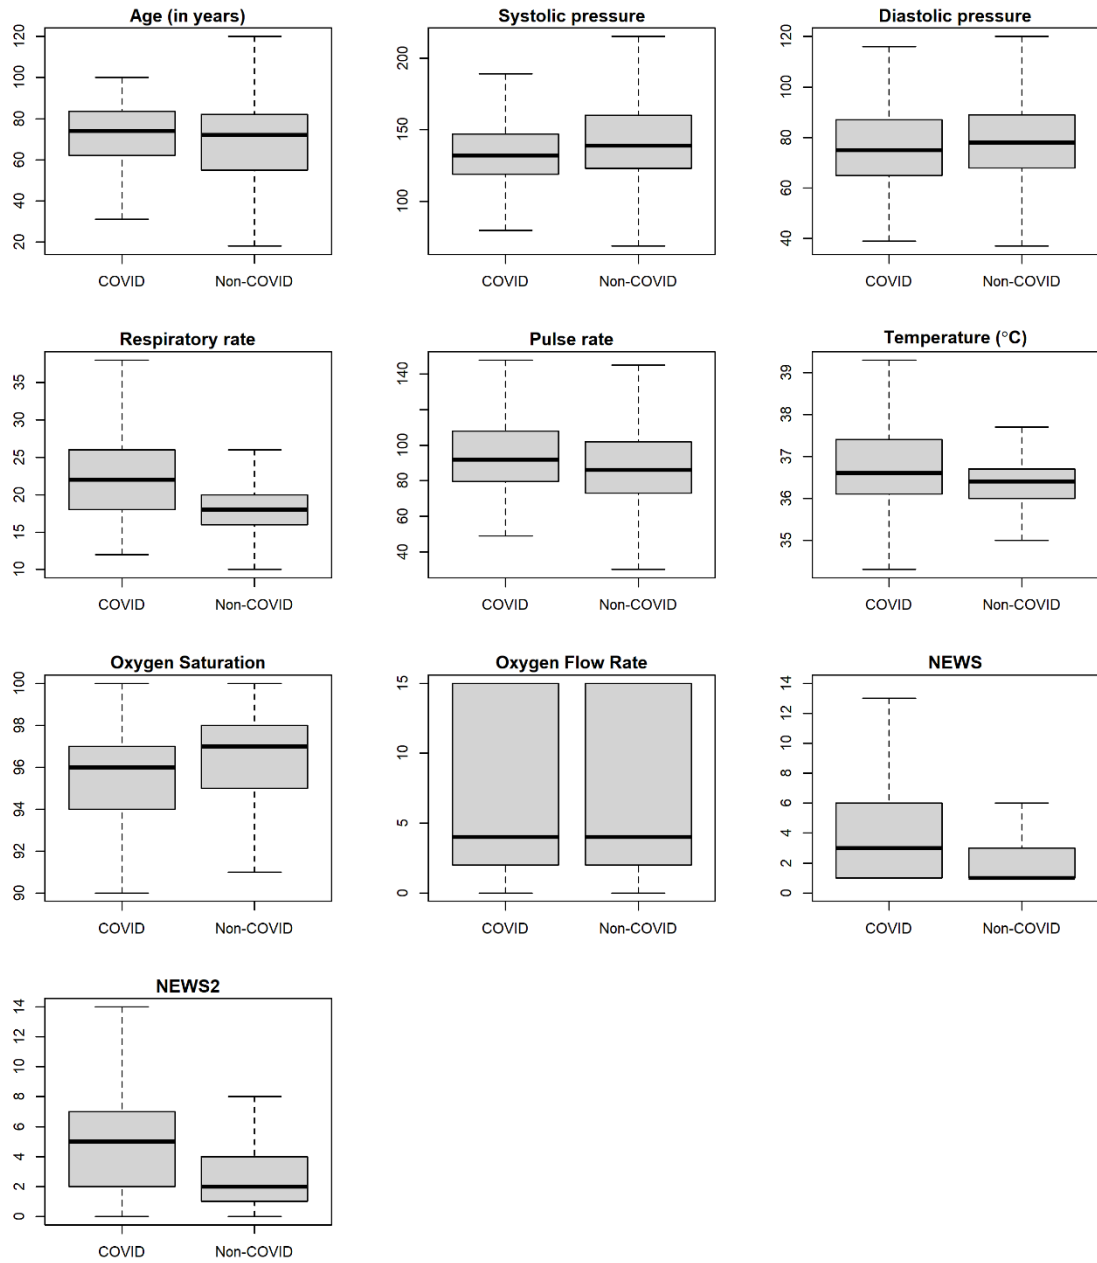 Age (in years)
120
100
80
60
40
20
COVID
Non-COVID
Systolic pressure
200
150
100
COVID
Non-COVID
Diastolic pressure
120
100
80
60
40
COVID
Non-COVID
Respiratory rate
35
30
25
20
15
10
COVID
Non-COVID
Pulse rate
140
100
80
60
40
COVID
Non-COVID
Temperature (°C)
39
38
37
36
35
COVID
Non-COVID
Oxygen Saturation
100
98
96
94
92
90
COVID
Non-COVID
Oxygen Flow Rate
15
10
5
0
COVID
Non-COVID
NEWS
14
12
10
8
6
4
2
0
COVID
Non-COVID
NEWS2
14
12
10
8
6
4
2
0
COVID
Non-COVID